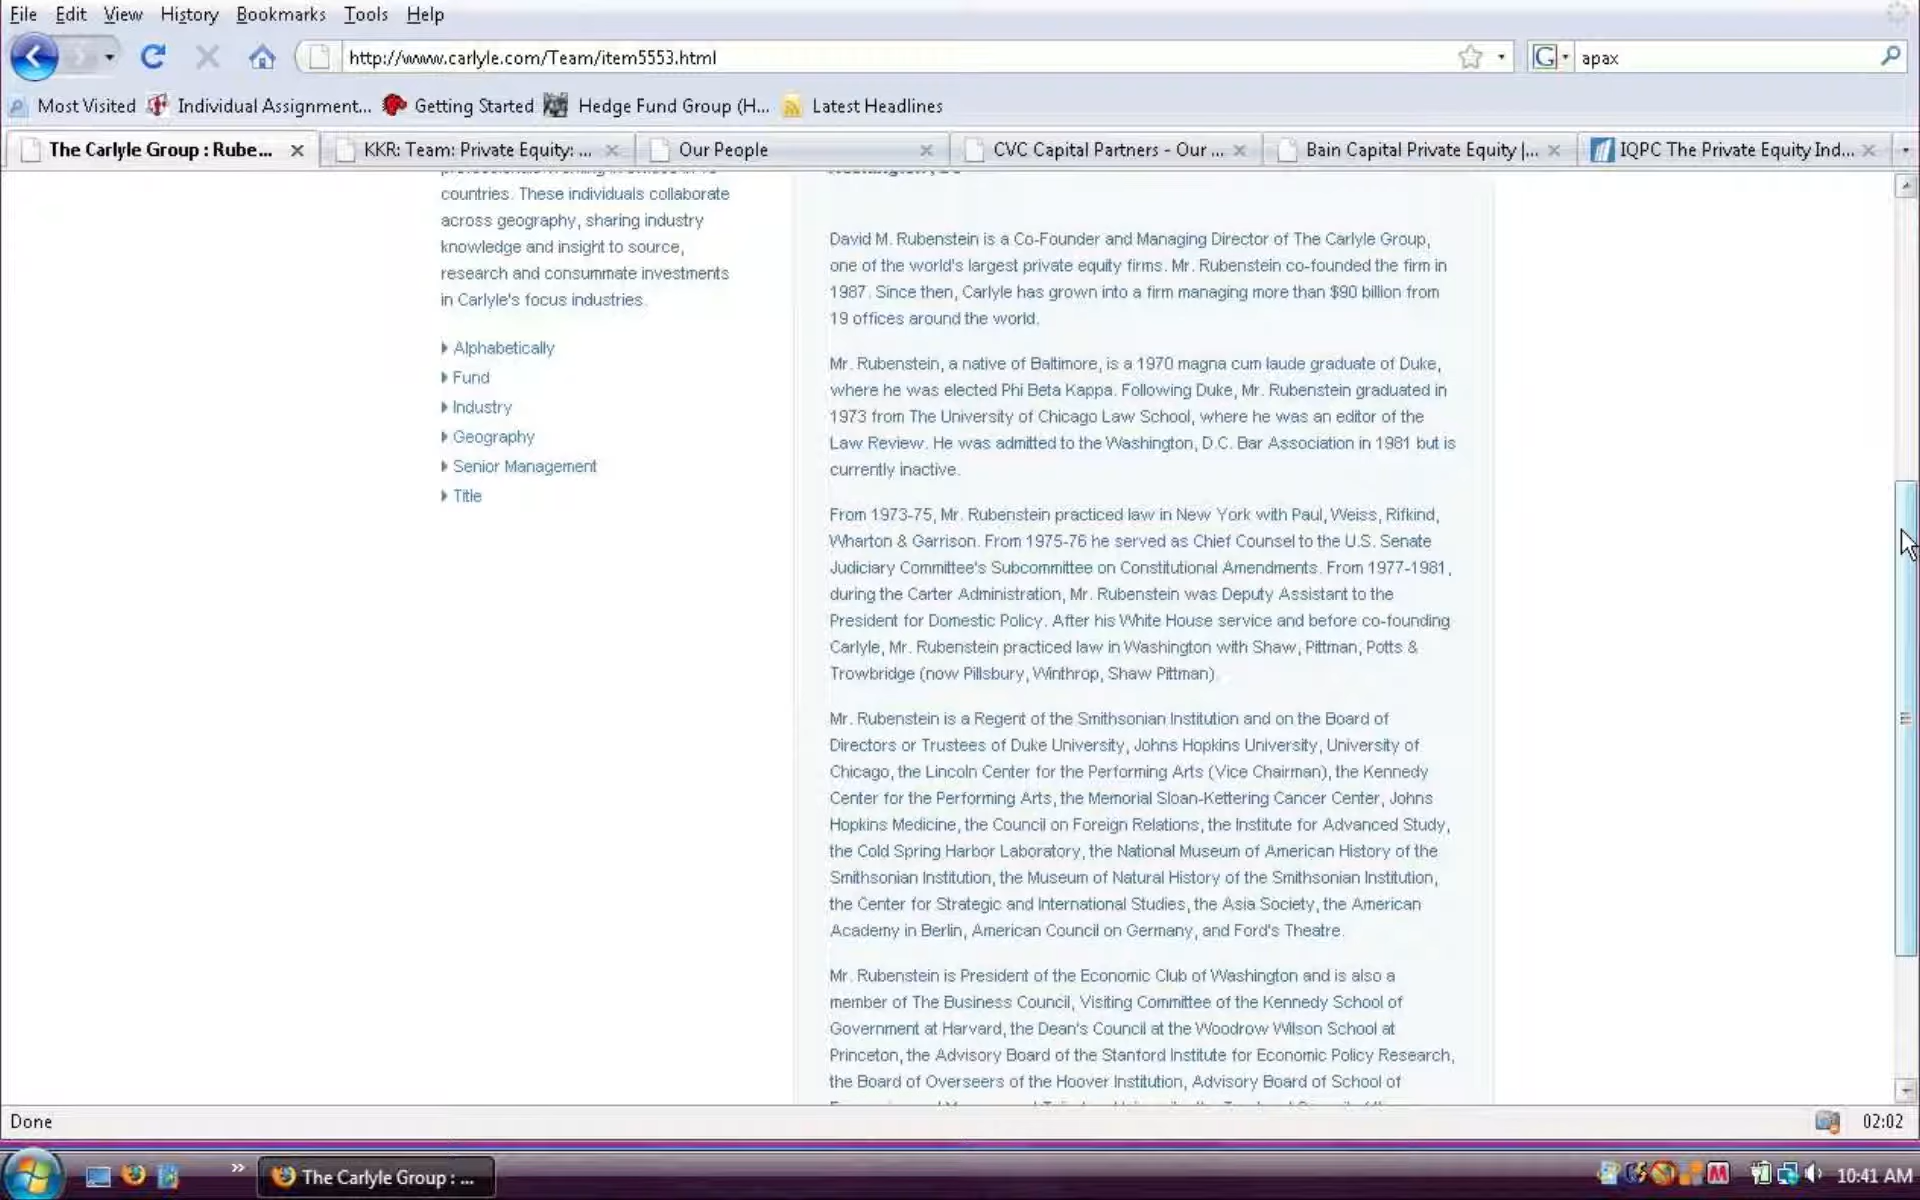 File Edit View History Bookmarks Tools Help
http://www.carlyle.com/Team/item5553.html
apax
Most Visited Individual Assignment... Getting Started Hedge Fund Group (H... Latest Headlines
The Carlyle Group : Rube... KKR: Team: Private Equity: ... Our People CVC Capital Partners - Our ... Bain Capital Private Equity |... IQPC The Private Equity Ind...
countries. These individuals collaborate
across geography, sharing industry
knowledge and insight to source,
research and consummate investments
in Carlyle's focus industries.
Alphabetically
Fund
Industry
Geography
Senior Management
Title
David M. Rubenstein is a Co-Founder and Managing Director of The Carlyle Group,
one of the world's largest private equity firms. Mr. Rubenstein co-founded the firm in
1987. Since then, Carlyle has grown into a firm managing more than $90 billion from
19 offices around the world.
Mr. Rubenstein, a native of Baltimore, is a 1970 magna cum laude graduate of Duke,
where he was elected Phi Beta Kappa. Following Duke, Mr. Rubenstein graduated in
1973 from The University of Chicago Law School, where he was an editor of the
Law Review. He was admitted to the Washington, D.C. Bar Association in 1981 but is
currently inactive.
From 1973-75, Mr. Rubenstein practiced law in New York with Paul, Weiss, Rifkind,
Wharton & Garrison. From 1975-76 he served as Chief Counsel to the U.S. Senate
Judiciary Committee's Subcommittee on Constitutional Amendments. From 1977-1981,
during the Carter Administration, Mr. Rubenstein was Deputy Assistant to the
President for Domestic Policy. After his White House service and before co-founding
Carlyle, Mr. Rubenstein practiced law in Washington with Shaw, Pittman, Potts &
Trowbridge (now Pillsbury, Winthrop, Shaw Pittman).
Mr. Rubenstein is a Regent of the Smithsonian Institution and on the Board of
Directors or Trustees of Duke University, Johns Hopkins University, University of
Chicago, the Lincoln Center for the Performing Arts (Vice Chairman), the Kennedy
Center for the Performing Arts, the Memorial Sloan-Kettering Cancer Center, Johns
Hopkins Medicine, the Council on Foreign Relations, the Institute for Advanced Study,
the Cold Spring Harbor Laboratory, the National Museum of American History of the
Smithsonian Institution, the Museum of Natural History of the Smithsonian Institution,
the Center for Strategic and International Studies, the Asia Society, the American
Academy in Berlin, American Council on Germany, and Ford's Theatre.
Mr. Rubenstein is President of the Economic Club of Washington and is also a
member of The Business Council, Visiting Committee of the Kennedy School of
Government at Harvard, the Dean's Council at the Woodrow Wilson School at
Princeton, the Advisory Board of the Stanford Institute for Economic Policy Research,
the Board of Overseers of the Hoover Institution, Advisory Board of School of
Done
02:02
The Carlyle Group : ...
10:41 AM